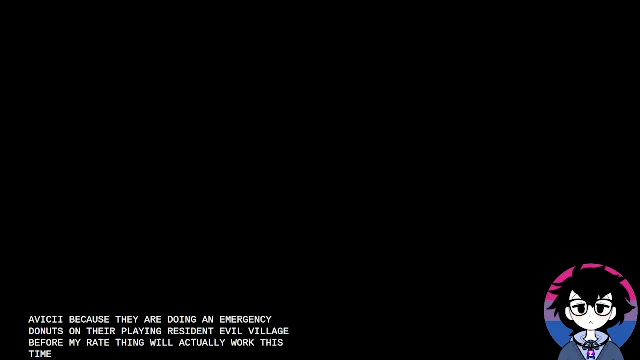 AVICII BECAUSE THEY ARE DOING AN EMERGENCY
DONUTS ON THEIR PLAYING RESIDENT EVIL VILLAGE
BEFORE MY RATE THING WILL ACTUALLY WORK THIS
TIME
Z